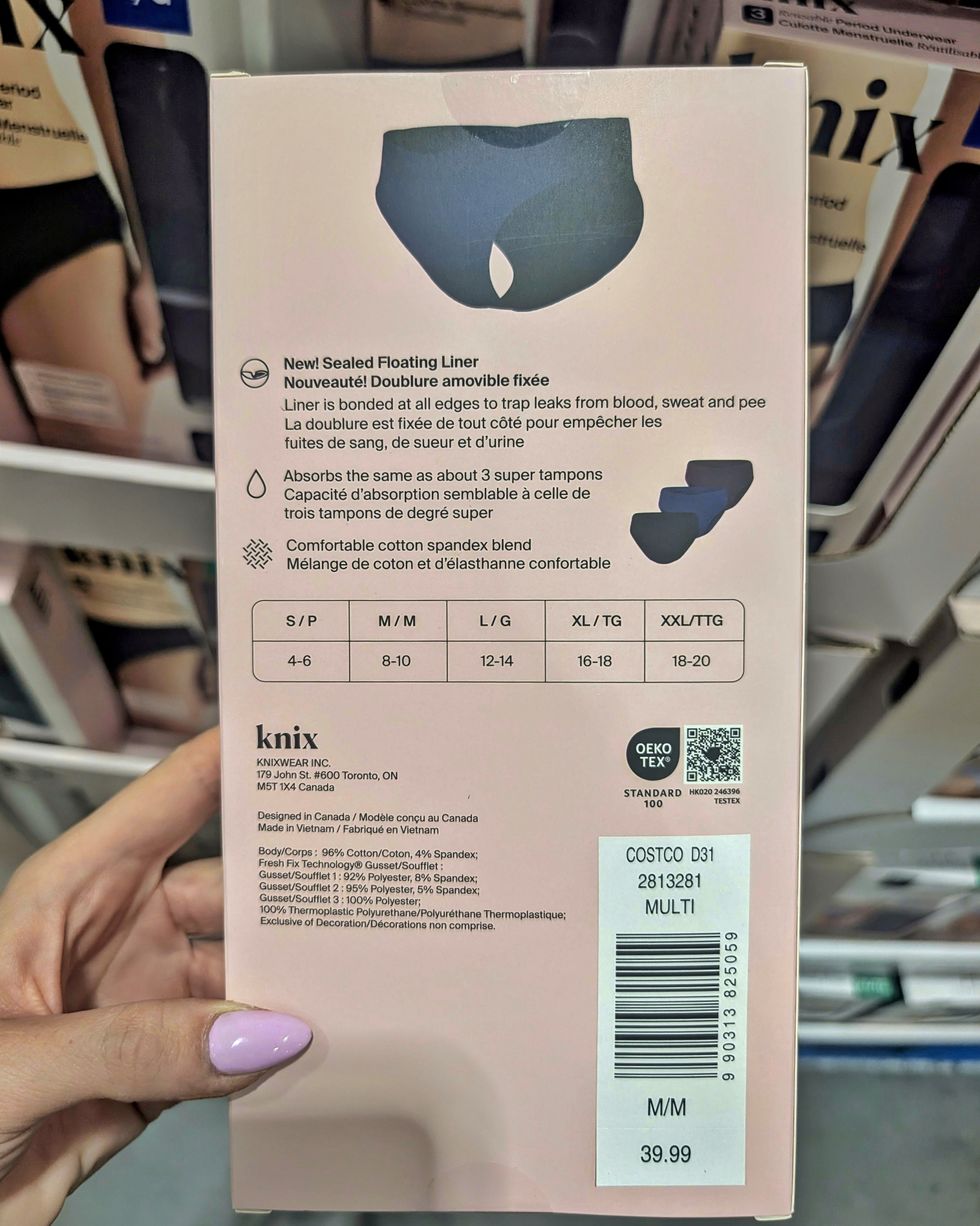 3 Reusable Period Underwear
Culotte Menstruelle Réutilisable
nix
New! Sealed Floating Liner
Nouveauté! Doublure amovible fixée
Liner is bonded at all edges to trap leaks from blood, sweat and pee
La doublure est fixée de tout côté pour empêcher les
fuites de sang, de sueur et d'urine
Absorbs the same as about 3 super tampons
Capacité d'absorption semblable à celle de
trois tampons de degré super
Comfortable cotton spandex blend
Mélange de coton et d'élasthanne confortable
S / P M / M L / G XL / TG XXL/TTG
4-6 8-10 12-14 16-18 18-20
knix
KNIXWEAR INC.
179 John St. #600 Toronto, ON
M5T 1X4 Canada
Designed in Canada / Modèle conçu au Canada
Made in Vietnam / Fabriqué en Vietnam
Body/Corps : 96% Cotton/Coton, 4% Spandex;
Fresh Fix Technology® Gusset/Soufflet :
Gusset/Soufflet 1 : 92% Polyester, 8% Spandex;
Gusset/Soufflet 2 : 95% Polyester, 5% Spandex;
Gusset/Soufflet 3 : 100% Polyester;
100% Thermoplastic Polyurethane/Polyuréthane Thermoplastique;
Exclusive of Decoration/Décorations non comprise.
OEKO
TEX®
STANDARD
100
HK020 246396
TESTEX
COSTCO D31
2813281
MULTI
9 90313 825059
M/M
39.99